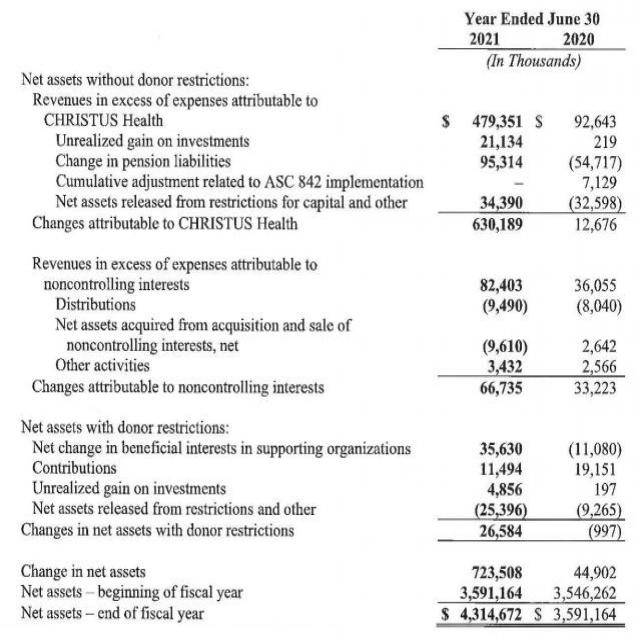 Year Ended June 30
2021 2020
(In Thousands)
Net assets without donor restrictions:
Revenues in excess of expenses attributable to
CHRISTUS Health $ 479,351 $ 92,643
Unrealized gain on investments 21,134 219
Change in pension liabilities 95,314 (54,717)
Cumulative adjustment related to ASC 842 implementation – 7,129
Net assets released from restrictions for capital and other 34,390 (32,598)
Changes attributable to CHRISTUS Health 630,189 12,676
Revenues in excess of expenses attributable to
noncontrolling interests 82,403 36,055
Distributions (9,490) (8,040)
Net assets acquired from acquisition and sale of
noncontrolling interests, net (9,610) 2,642
Other activities 3,432 2,566
Changes attributable to noncontrolling interests 66,735 33,223
Net assets with donor restrictions:
Net change in beneficial interests in supporting organizations 35,630 (11,080)
Contributions 11,494 19,151
Unrealized gain on investments 4,856 197
Net assets released from restrictions and other (25,396) (9,265)
Changes in net assets with donor restrictions 26,584 (997)
Change in net assets 723,508 44,902
Net assets – beginning of fiscal year 3,591,164 3,546,262
Net assets – end of fiscal year $ 4,314,672 $ 3,591,164